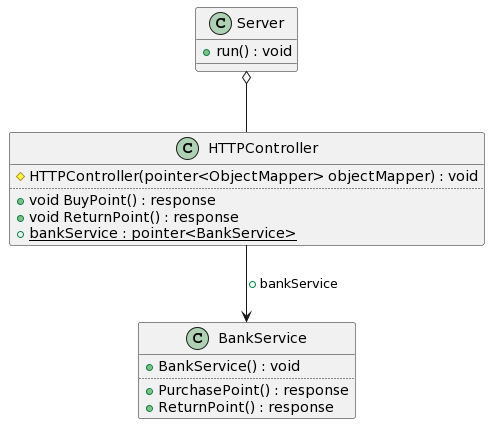 C Server
run() : void
C HTTPController
HTTPController(pointer<ObjectMapper> objectMapper) : void
void BuyPoint() : response
void ReturnPoint() : response
bankService : pointer<BankService>
bankService
C BankService
BankService() : void
PurchasePoint() : response
ReturnPoint() : response